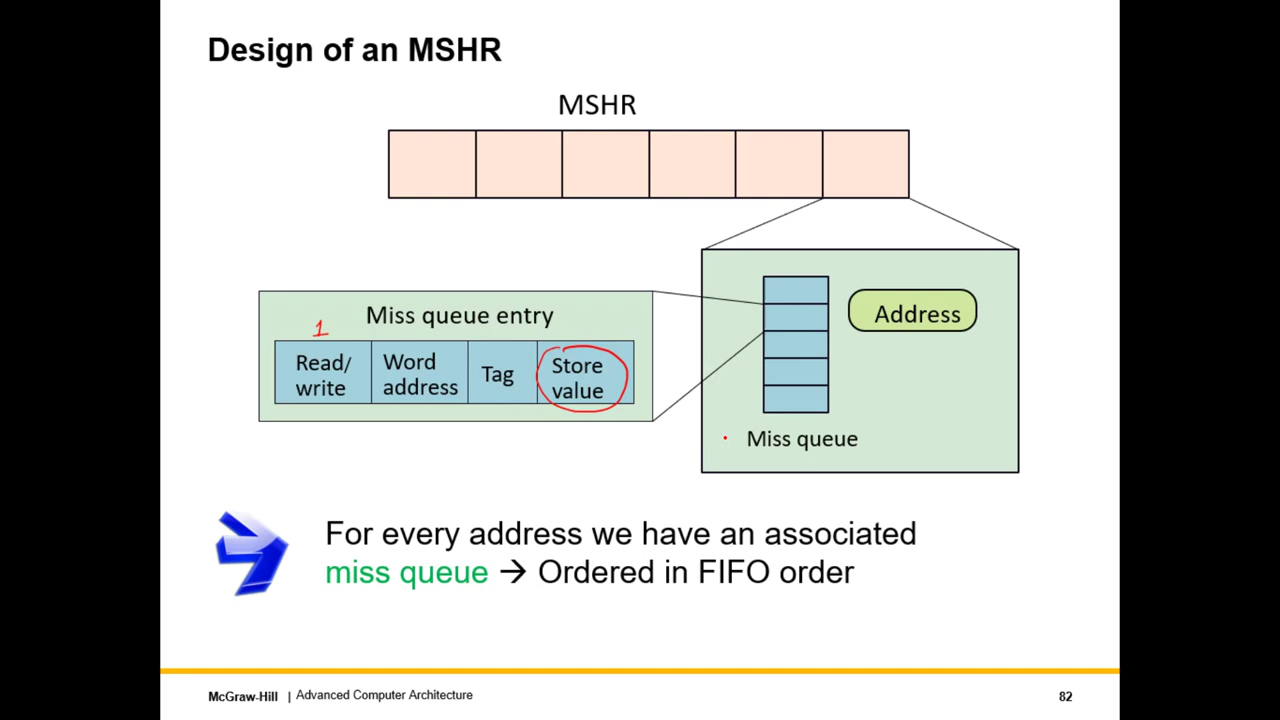 Design of an MSHR
MSHR
Address
1
Miss queue entry
Read/
write
Word
address
Tag
Store
value
Miss queue
For every address we have an associated
miss queue → Ordered in FIFO order
McGraw-Hill | Advanced Computer Architecture
82